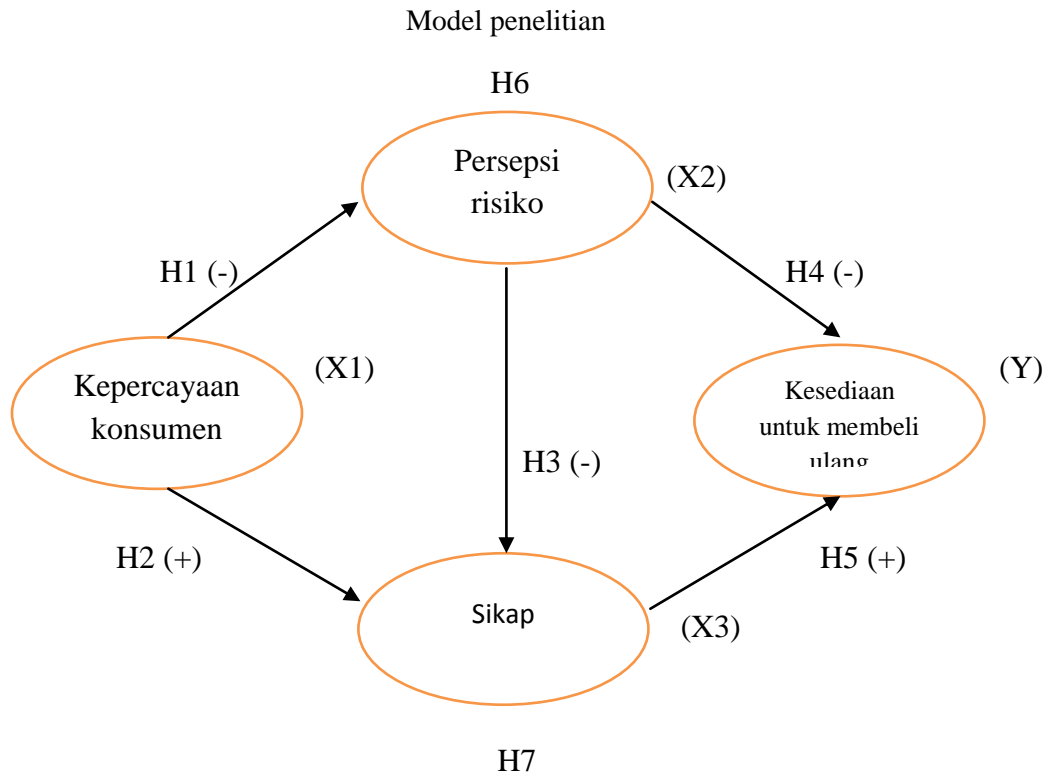 Model penelitian
H6
Persepsi
risiko
(X2)
H1 (-)
H4 (-)
Kepercayaan
konsumen
(X1)
Kesediaan
untuk membeli
ulang
(Y)
H3 (-)
H2 (+)
H5 (+)
Sikap
(X3)
H7